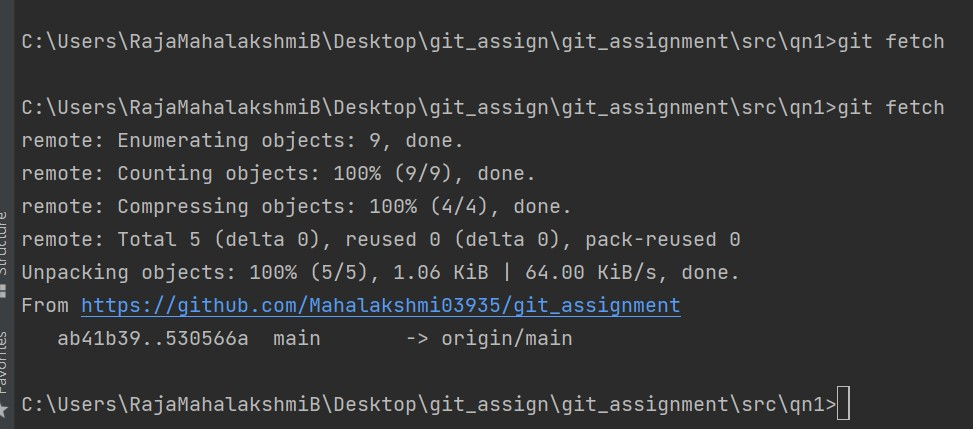 C:\Users\RajaMahalakshmiB\Desktop\git_assign\git_assignment\src\qn1>git fetch
C:\Users\RajaMahalakshmiB\Desktop\git_assign\git_assignment\src\qn1>git fetch
remote: Enumerating objects: 9, done.
remote: Counting objects: 100% (9/9), done.
remote: Compressing objects: 100% (4/4), done.
remote: Total 5 (delta 0), reused 0 (delta 0), pack-reused 0
Unpacking objects: 100% (5/5), 1.06 KiB | 64.00 KiB/s, done.
From https://github.com/Mahalakshmi03935/git_assignment
   ab41b39..530566a  main       -> origin/main
C:\Users\RajaMahalakshmiB\Desktop\git_assign\git_assignment\src\qn1>
Structure
Favorites